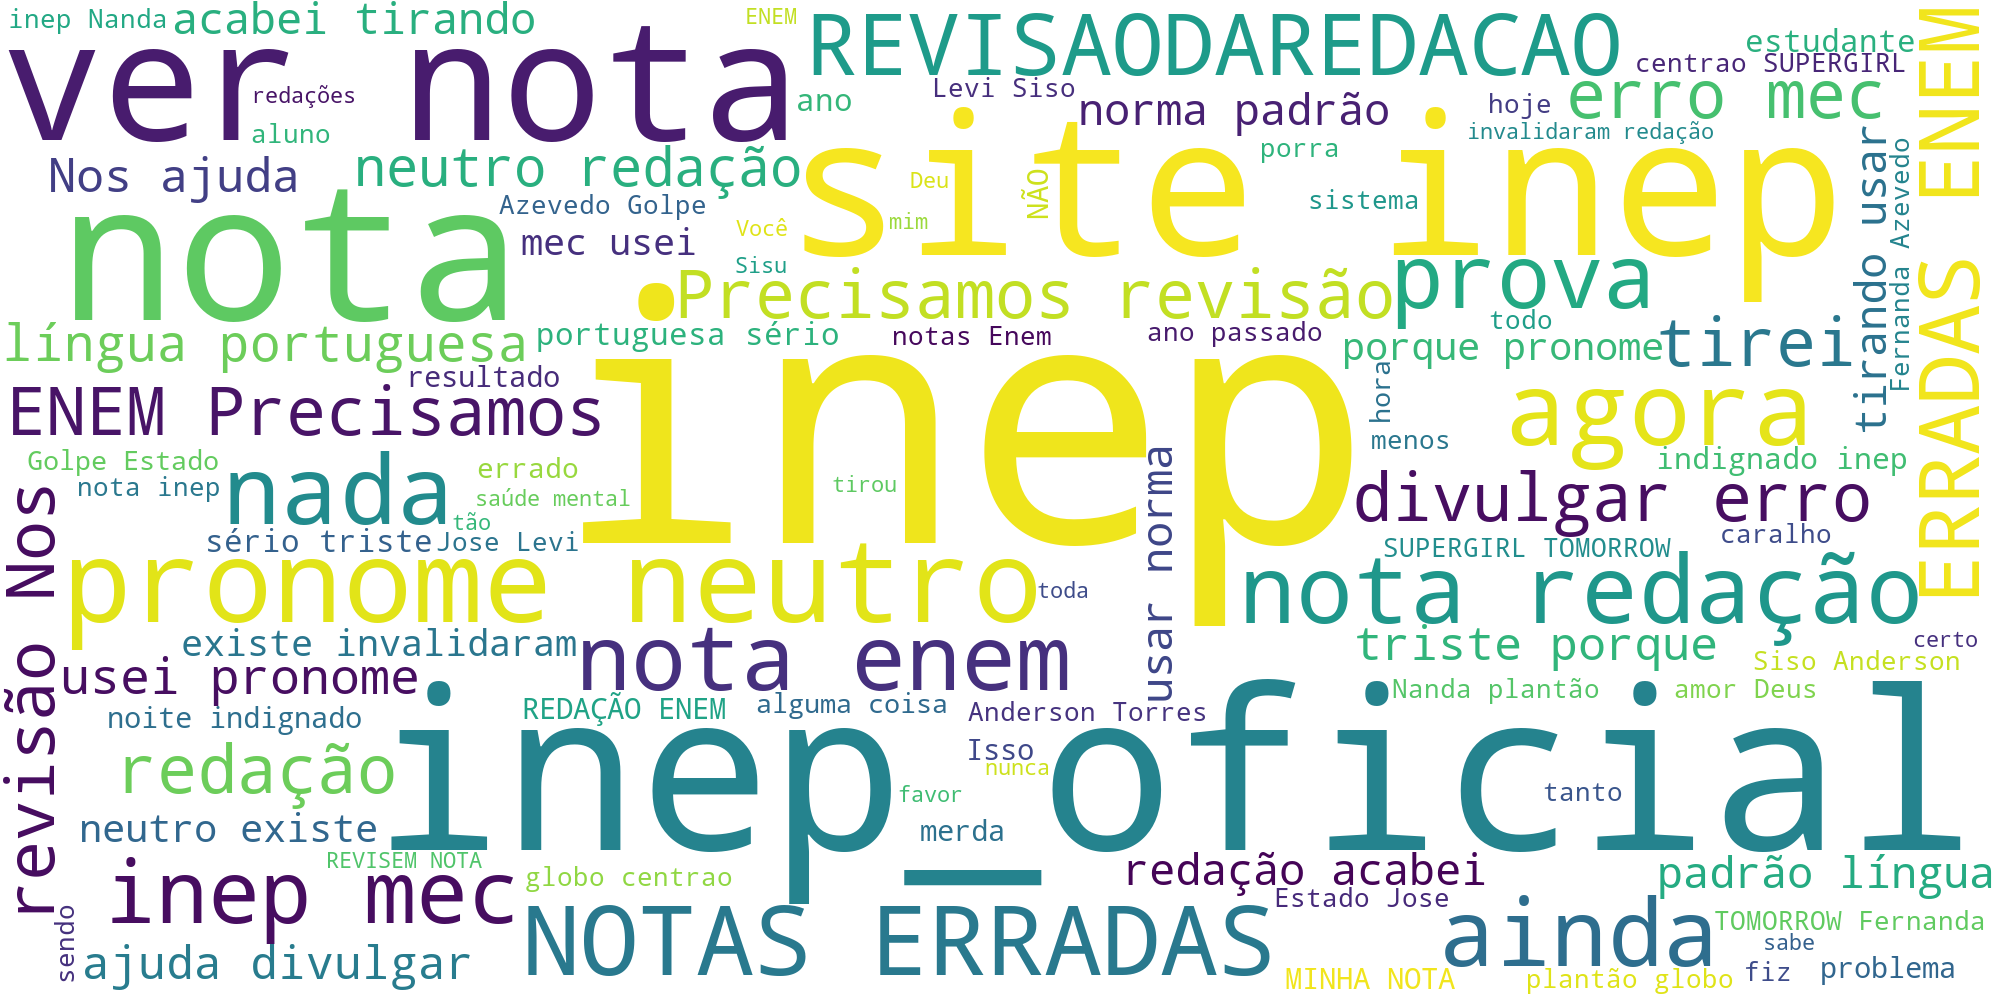 inep Nanda
acabei tirando
ENEM
REVISAODAREDACAO
estudante
ERRADAS ENEM
ver nota
redações
aluno
ano
Levi Siso
centrao SUPERGIRL
norma padrão
hoje
erro mec
invalidaram redação
Nos ajuda
neutro redação
site inep
porra
Deu
NÃO
sistema
tirando usar
Fernanda Azevedo
nota
Azevedo Golpe
mec usei
Você
mim
Sisu
Precisamos revisão
prova
língua portuguesa
portuguesa sério
notas Enem
ano passado
todo
porque pronome
tirei
resultado
ENEM Precisamos
inep
hora
menos
agora
Golpe Estado
nota inep
nada
errado
saúde mental
tão
tirou
usar norma
indignado inep
divulgar erro
revisão Nos
sério triste
Jose Levi
caralho
SUPERGIRL TOMORROW
pronome neutro
toda
nota redação
existe invalidaram
nota enem
triste porque
certo
Siso Anderson
usei pronome
Nanda plantão
amor Deus
noite indignado
REDAÇÃO ENEM
alguma coisa
Anderson Torres
inep_oficial
Isso
nunca
redação
favor
tanto
neutro existe
merda
REVISEM NOTA
inep mec
globo centrao
redação acabei
padrão língua
Estado Jose
sendo
NOTAS ERRADAS
ainda
TOMORROW Fernanda
sabe
ajuda divulgar
MINHA NOTA
plantão globo
fiz
problema